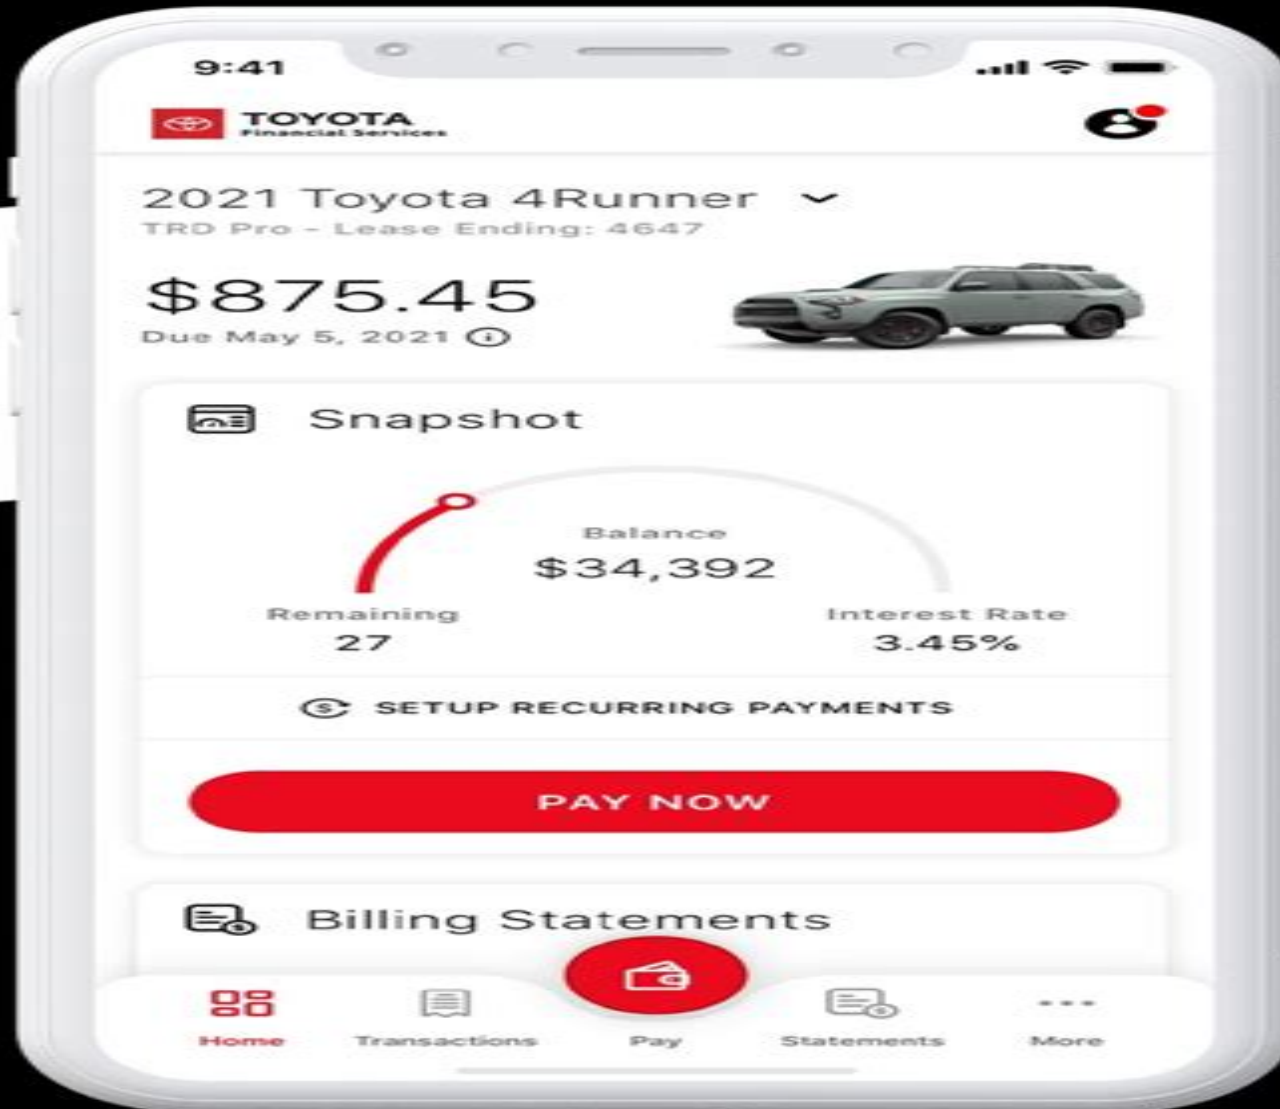 9:41
TOYOTA
Financial Services
2021 Toyota 4Runner
TRD Pro - Lease Ending: 4647
$875.45
Due May 5, 2021
Snapshot
Balance
$34,392
Remaining
27
Interest Rate
3.45%
SETUP RECURRING PAYMENTS
PAY NOW
Billing Statements
Home
Transactions
Pay
Statements
More